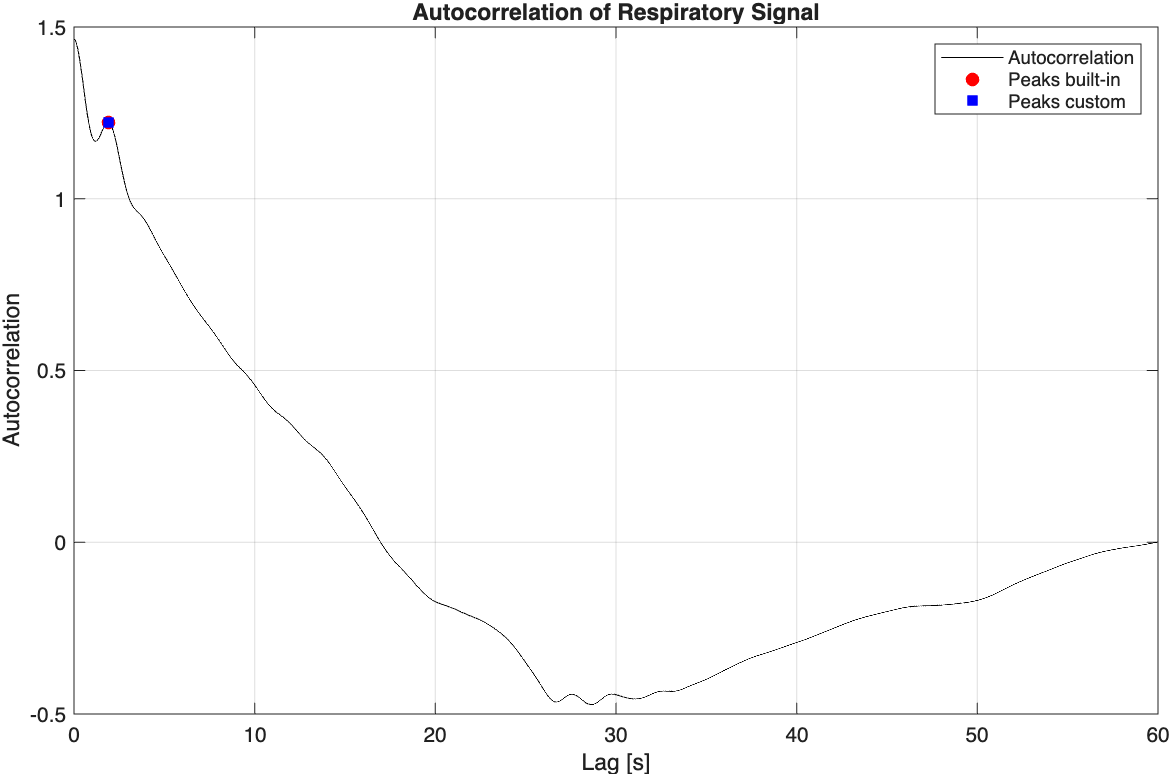 Autocorrelation of Respiratory Signal
Autocorrelation
Peaks built-in
Peaks custom
1.5
1
0.5
0
-0.5
Autocorrelation
0 10 20 30 40 50 60
Lag [s]